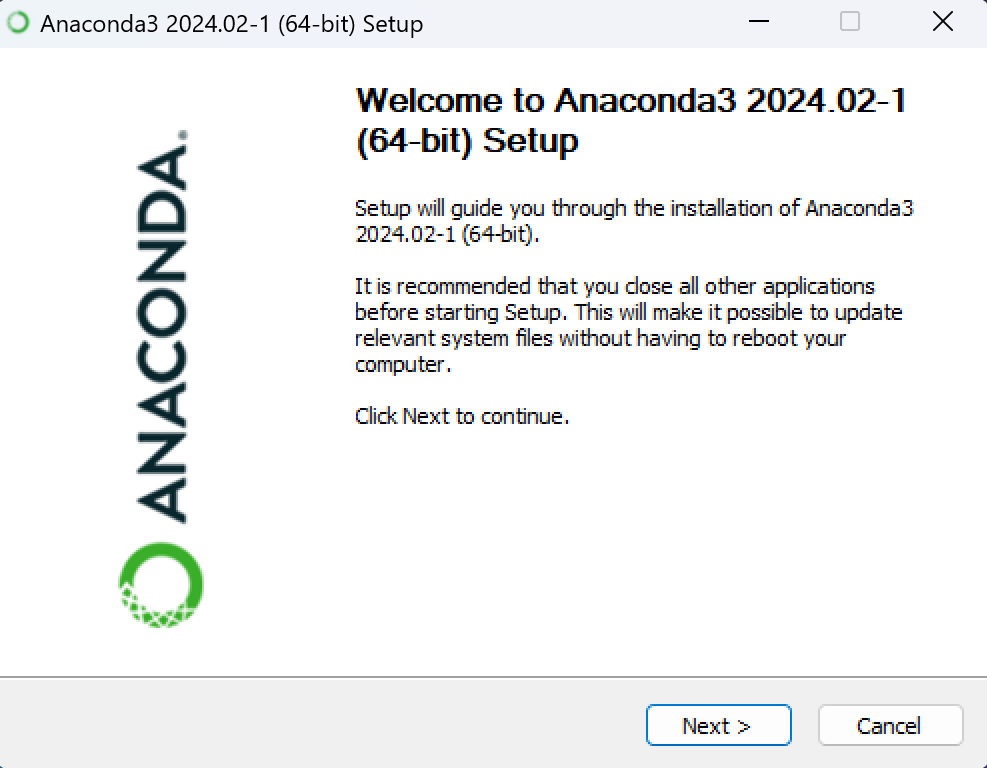 Anaconda3 2024.02-1 (64-bit) Setup
Welcome to Anaconda3 2024.02-1
(64-bit) Setup
Setup will guide you through the installation of Anaconda3
2024.02-1 (64-bit).
It is recommended that you close all other applications
before starting Setup. This will make it possible to update
relevant system files without having to reboot your
computer.
Click Next to continue.
ANACONDA.
Next >
Cancel